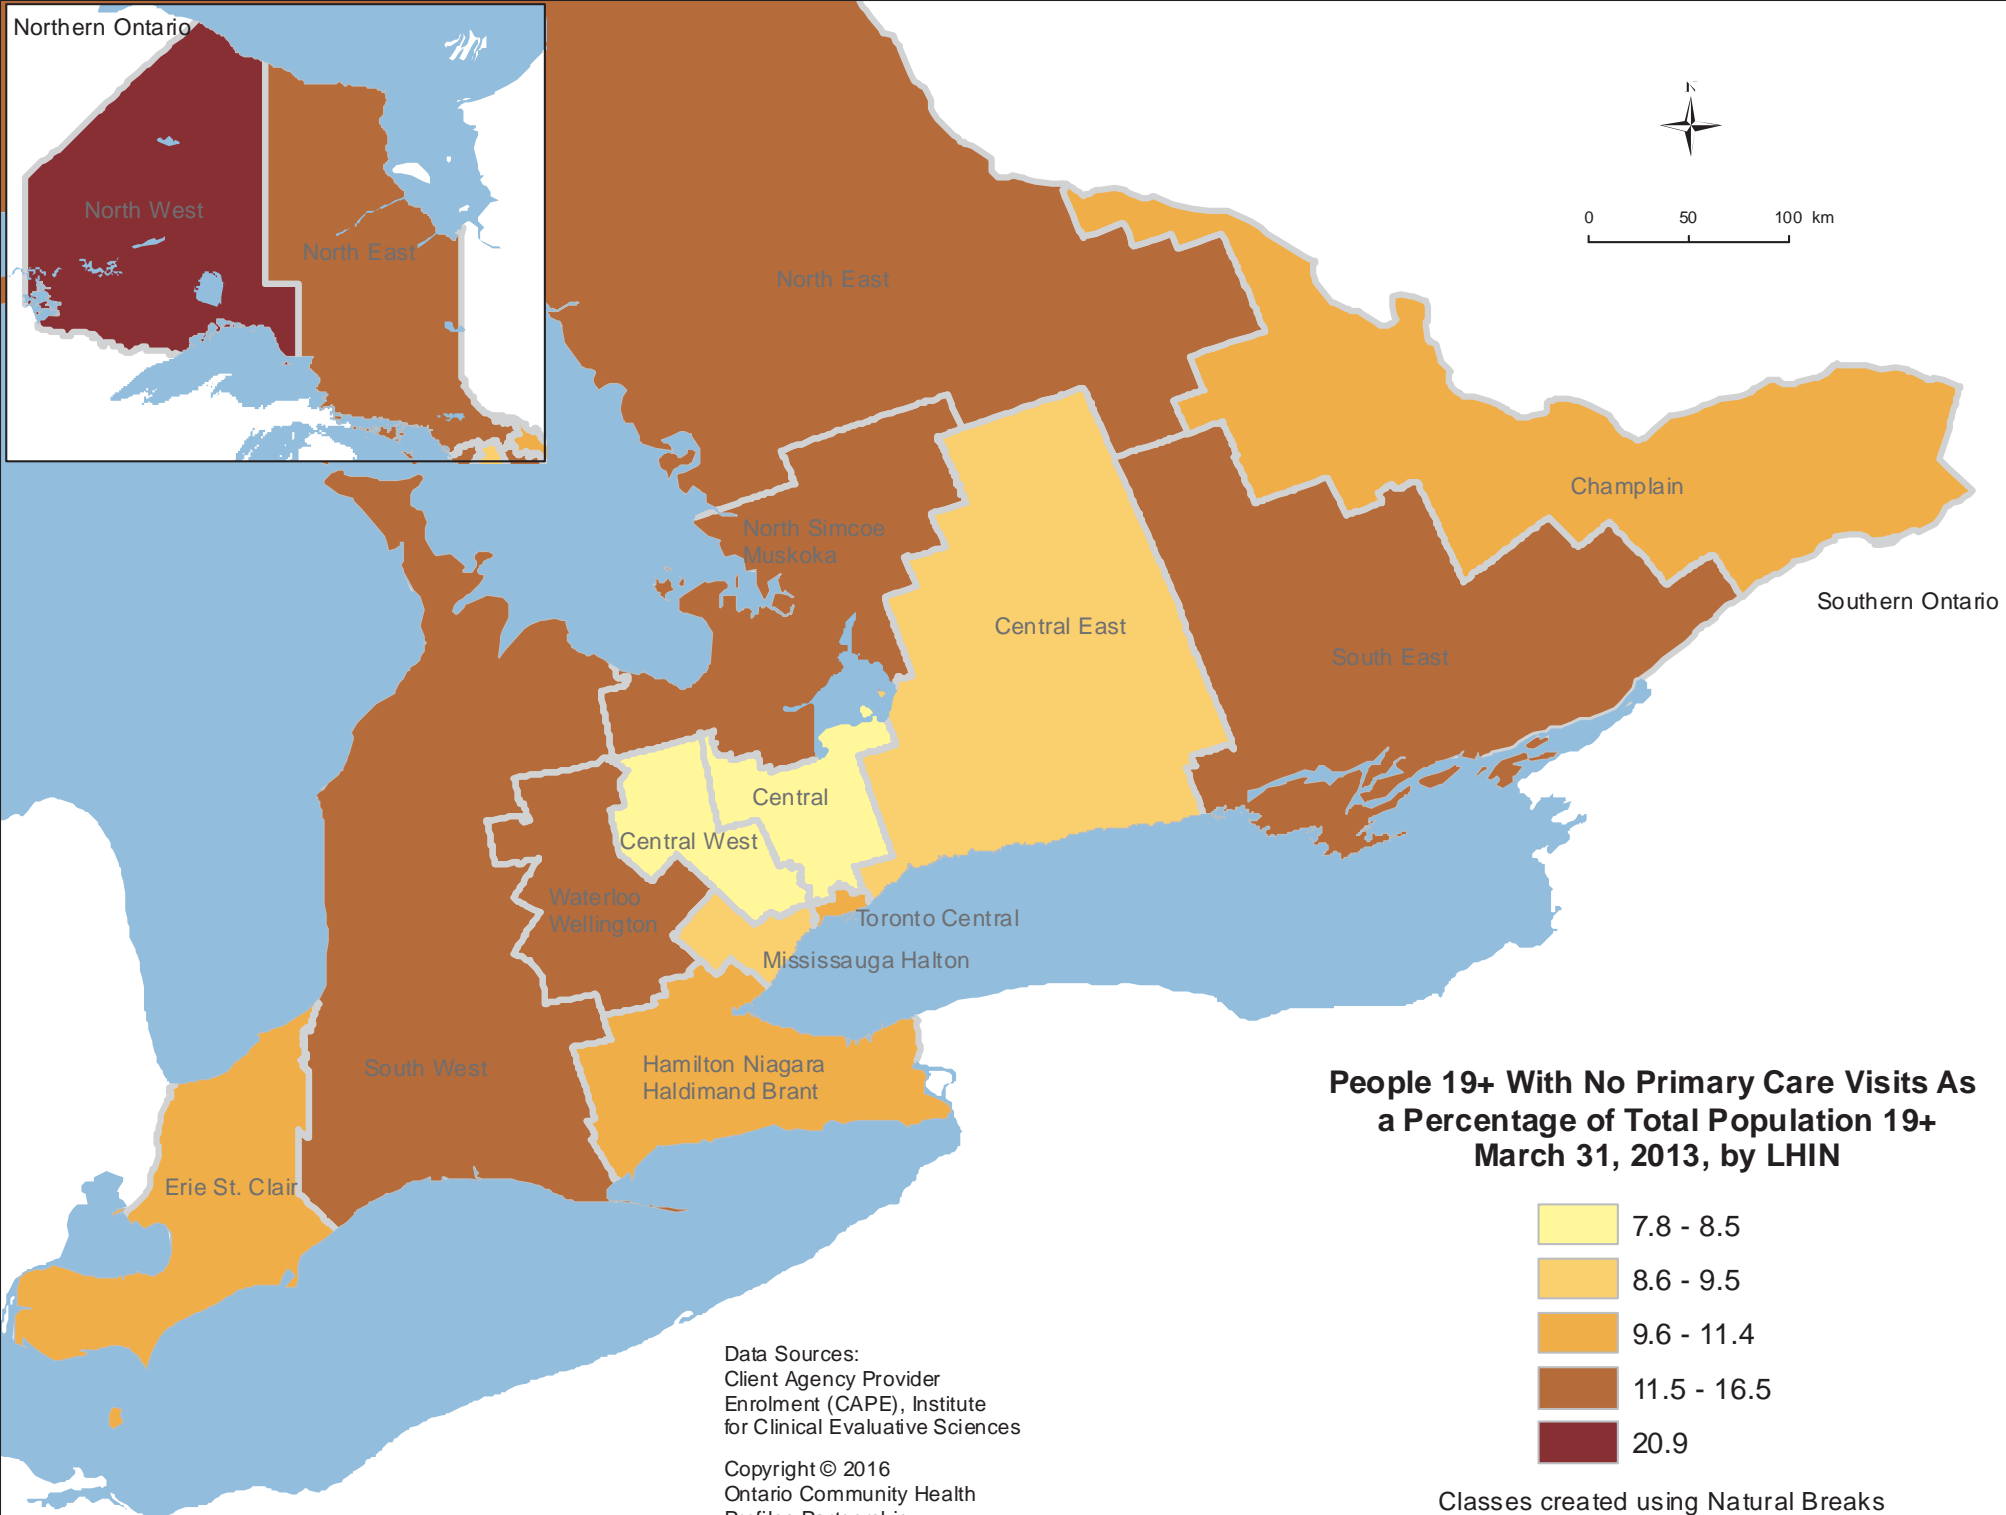 Northern Ontario
N
0 50 100 km
North West
North East
North East
Champlain
North Simcoe
Muskoka
Southern Ontario
Central East
South East
Central
Central West
Waterloo
Wellington
Toronto Central
Mississauga Halton
South West
Hamilton Niagara
Haldimand Brant
Erie St. Clair
People 19+ With No Primary Care Visits As
a Percentage of Total Population 19+
March 31, 2013, by LHIN
7.8 - 8.5
8.6 - 9.5
9.6 - 11.4
11.5 - 16.5
20.9
Classes created using Natural Breaks
Data Sources:
Client Agency Provider
Enrolment (CAPE), Institute
for Clinical Evaluative Sciences
Copyright © 2016
Ontario Community Health